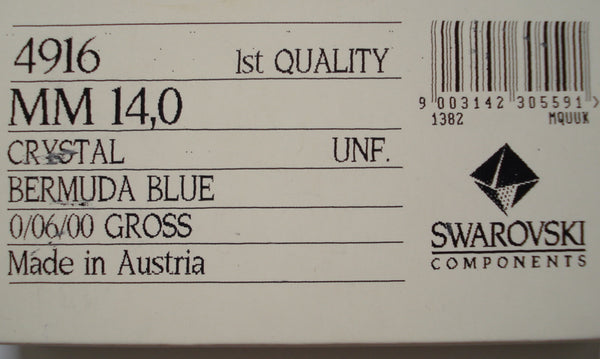 4916 1st QUALITY
MM 14,0
CRYSTAL UNF.
BERMUDA BLUE
0/06/00 GROSS
Made in Austria
9 003142 305591 >
1382 MQUUK
SWAROVSKI
COMPONENTS